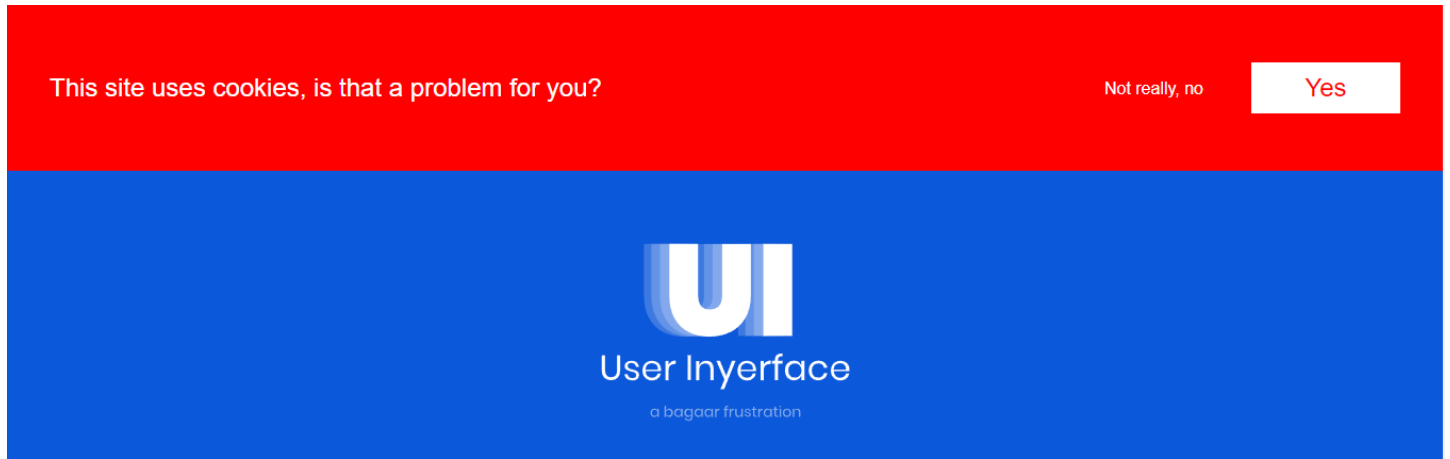 This site uses cookies, is that a problem for you?
Not really, no
Yes
UI
User Inyerface
a bagaar frustration